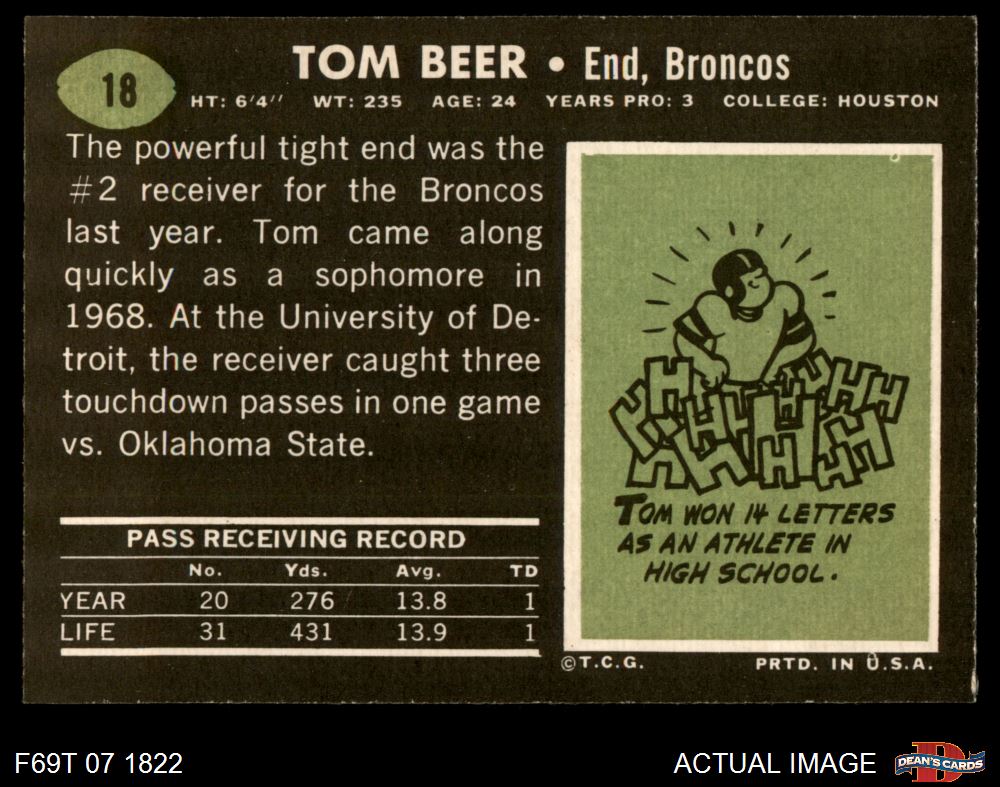 18
TOM BEER • End, Broncos
HT: 6'4" WT: 235 AGE: 24 YEARS PRO: 3 COLLEGE: HOUSTON
The powerful tight end was the
#2 receiver for the Broncos
last year. Tom came along
quickly as a sophomore in
1968. At the University of De-
troit, the receiver caught three
touchdown passes in one game
vs. Oklahoma State.
PASS RECEIVING RECORD
No. Yds. Avg. TD
YEAR 20 276 13.8 1
LIFE 31 431 13.9 1
H H H H H H H H H H H H H H
TOM WON 14 LETTERS
AS AN ATHLETE IN
HIGH SCHOOL.
©T.C.G. PRTD. IN U.S.A.
F69T 07 1822 ACTUAL IMAGE D DEAN'S CARDS